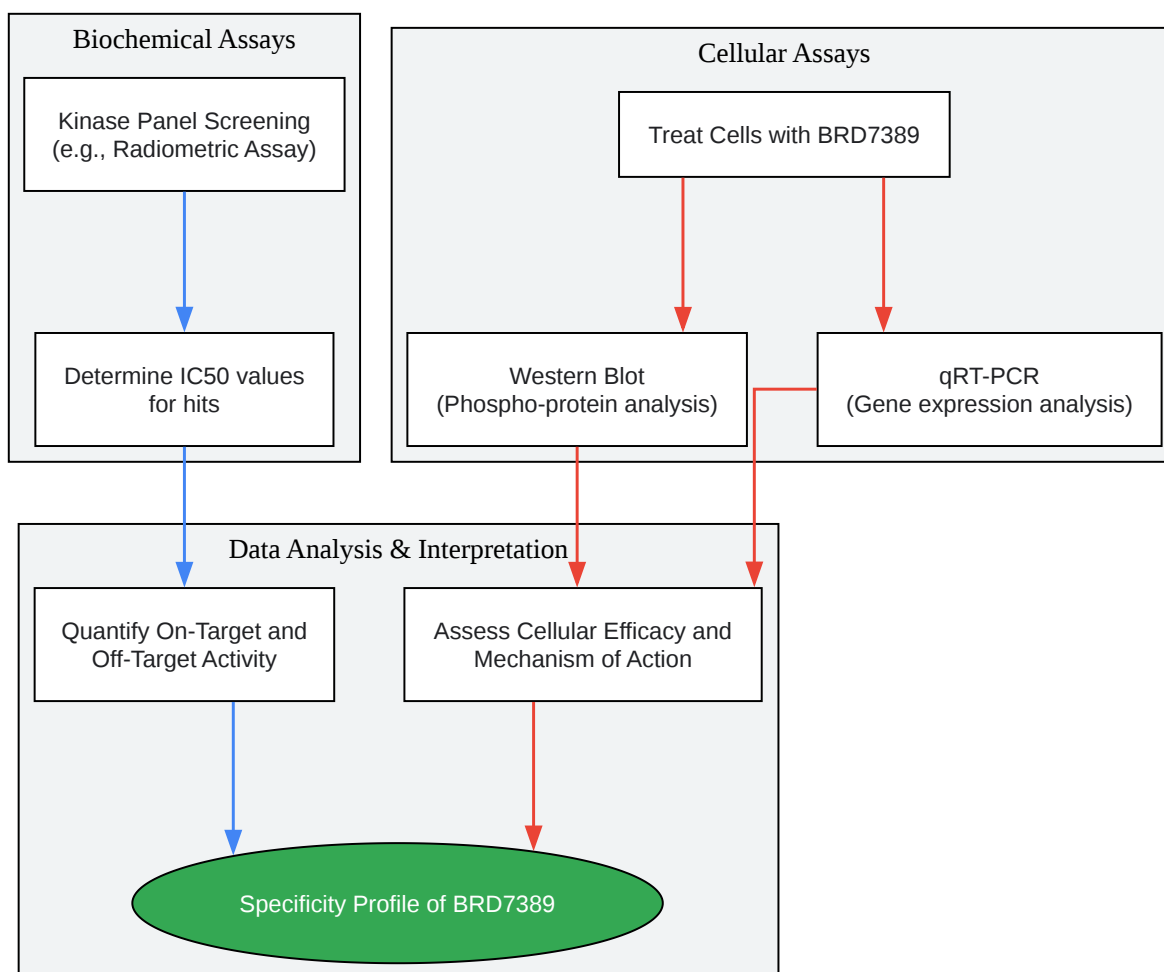 Biochemical Assays
Kinase Panel Screening
(e.g., Radiometric Assay)
Determine IC50 values
for hits
Cellular Assays
Treat Cells with BRD7389
Western Blot
(Phospho-protein analysis)
qRT-PCR
(Gene expression analysis)
Data Analysis & Interpretation
Quantify On-Target and
Off-Target Activity
Assess Cellular Efficacy and
Mechanism of Action
Specificity Profile of BRD7389